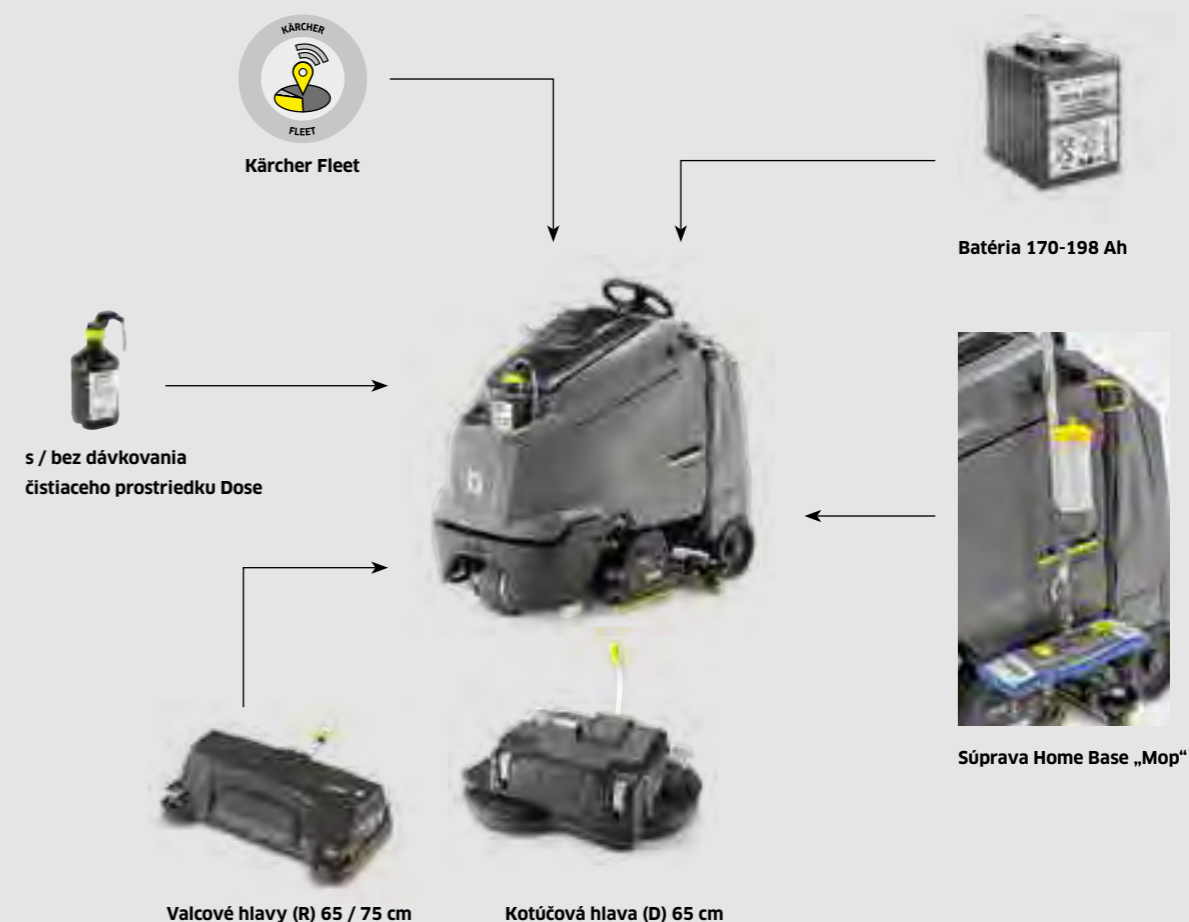 KÄRCHER
FLEET
Kärcher Fleet
Batéria 170-198 Ah
s / bez dávkovania
čistiaceho prostriedku Dose
Súprava Home Base „Mop“
Valcové hlavy (R) 65 / 75 cm
Kotúčová hlava (D) 65 cm